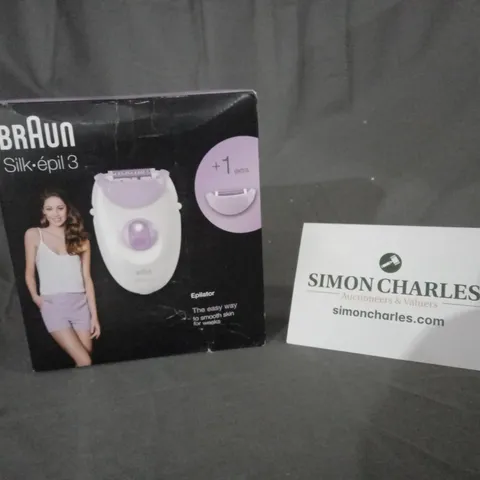 BRAUN
Silk·épil 3
+1
Epilator
The easy way
to smooth skin
for weeks
SIMON CHARLES
Auctioneers & Valuers
simoncharles.com